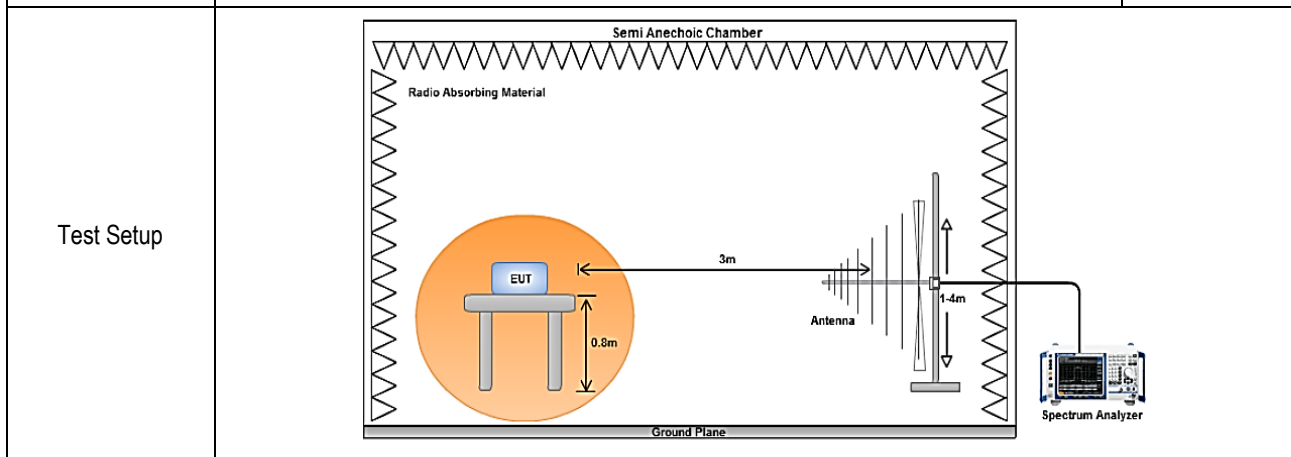 Test Setup
Semi Anechoic Chamber
Radio Absorbing Material
EUT
3m
0.8m
Antenna
1-4m
Spectrum Analyzer
Ground Plane